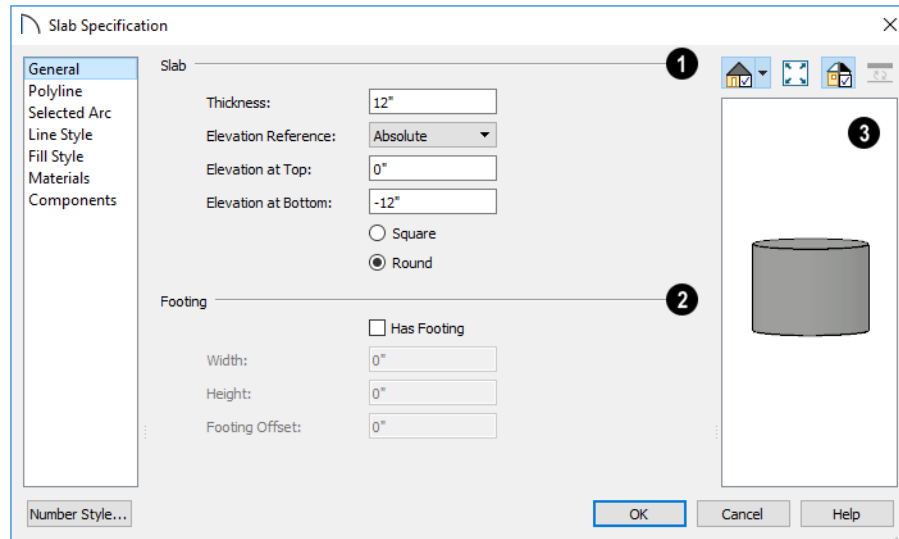 Slab Specification
General
Polyline
Selected Arc
Line Style
Fill Style
Materials
Components
Slab
1
Thickness: 12"
Elevation Reference: Absolute
Elevation at Top: 0"
Elevation at Bottom: -12"
Square
Round
Footing
2
Has Footing
Width: 0"
Height: 0"
Footing Offset: 0"
3
Number Style...
OK
Cancel
Help